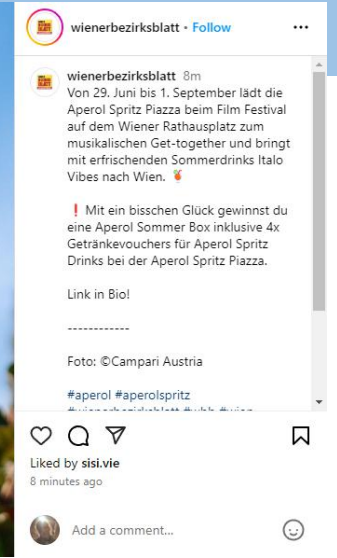 wienerbezirksblatt • Follow
wienerbezirksblatt 8m
Von 29. Juni bis 1. September lädt die
Aperol Spritz Piazza beim Film Festival
auf dem Wiener Rathausplatz zum
musikalischen Get-together und bringt
mit erfrischenden Sommerdrinks Italo
Vibes nach Wien. 🍹
❗ Mit ein bisschen Glück gewinnst du
eine Aperol Sommer Box inklusive 4x
Getränkevouchers für Aperol Spritz
Drinks bei der Aperol Spritz Piazza.
Link in Bio!
------------
Foto: ©Campari Austria
#aperol #aperolspritz
#wienerbezirksblatt #wbb #wien
Liked by sisi.vie
8 minutes ago
Add a comment...